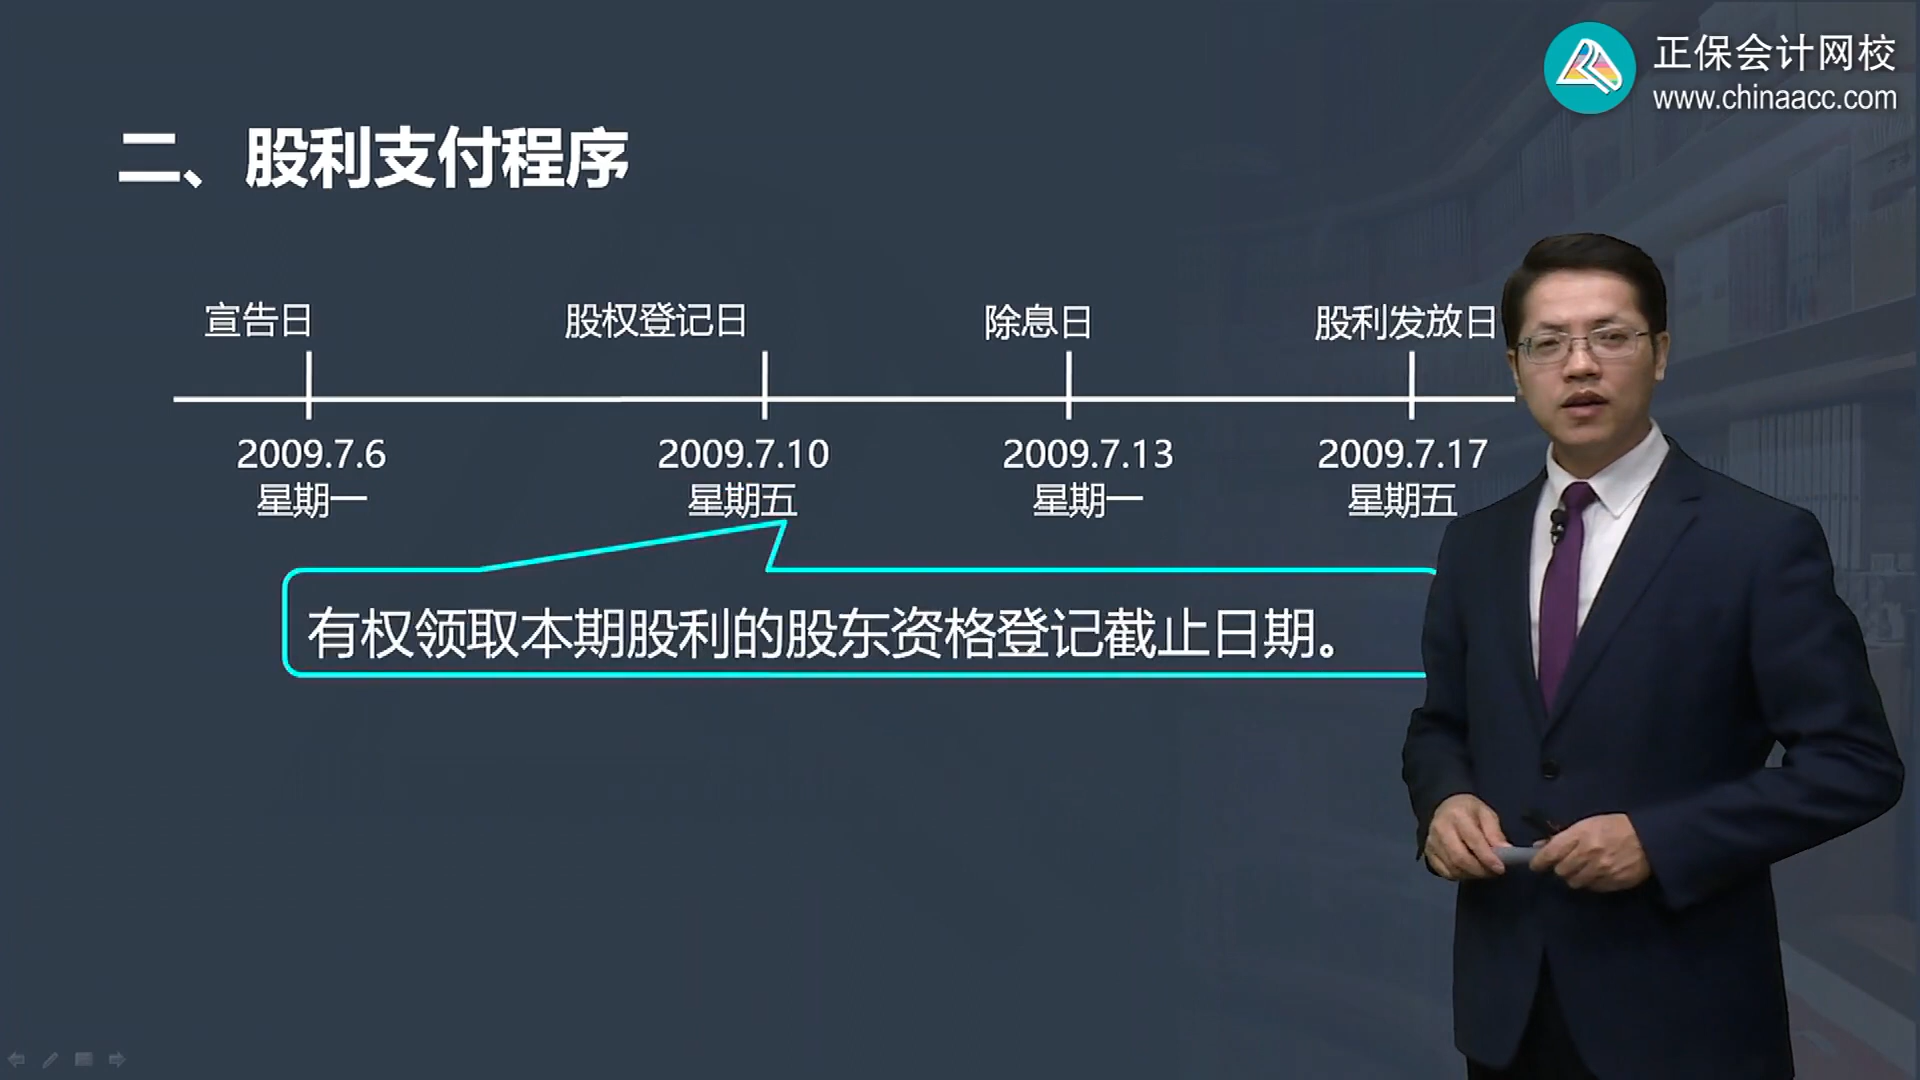 正保会计网校
www.chinaacc.com
二、股利支付程序
宣告日 股权登记日 除息日 股利发放日
2009.7.6 2009.7.10 2009.7.13 2009.7.17
星期一 星期五 星期一 星期五
有权领取本期股利的股东资格登记截止日期。